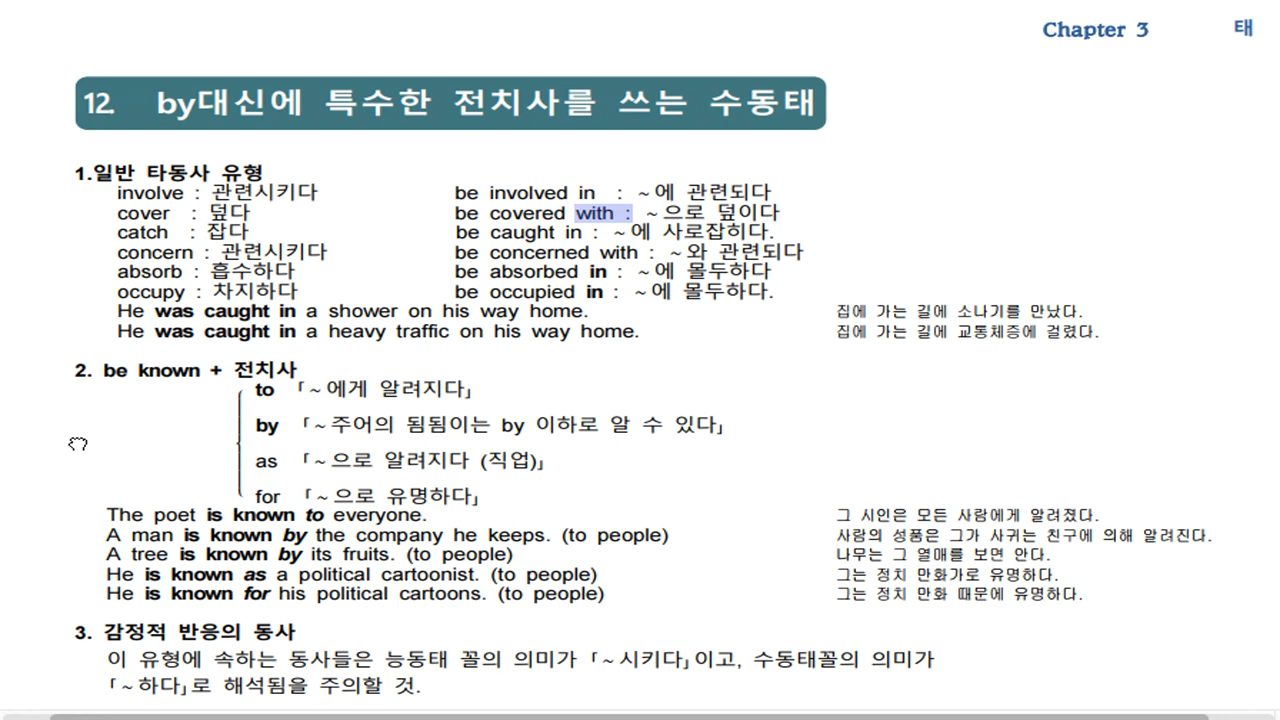 Chapter 3 태
12. by대신에 특수한 전치사를 쓰는 수동태
1.일반 타동사 유형
involve : 관련시키다 be involved in : ~에 관련되다
cover : 덮다 be covered with : ~으로 덮이다
catch : 잡다 be caught in : ~에 사로잡히다.
concern : 관련시키다 be concerned with : ~와 관련되다
absorb : 흡수하다 be absorbed in : ~에 몰두하다
occupy : 차지하다 be occupied in : ~에 몰두하다.
He was caught in a shower on his way home. 집에 가는 길에 소나기를 만났다.
He was caught in a heavy traffic on his way home. 집에 가는 길에 교통체증에 걸렸다.
2. be known + 전치사
to 「~에게 알려지다」
by 「~주어의 됨됨이는 by 이하로 알 수 있다」
as 「~으로 알려지다 (직업)」
for 「~으로 유명하다」
The poet is known to everyone. 그 시인은 모든 사람에게 알려졌다.
A man is known by the company he keeps. (to people) 사람의 성품은 그가 사귀는 친구에 의해 알려진다.
A tree is known by its fruits. (to people) 나무는 그 열매를 보면 안다.
He is known as a political cartoonist. (to people) 그는 정치 만화가로 유명하다.
He is known for his political cartoons. (to people) 그는 정치 만화 때문에 유명하다.
3. 감정적 반응의 동사
이 유형에 속하는 동사들은 능동태 꼴의 의미가 「~시키다」이고, 수동태꼴의 의미가
「~하다」로 해석됨을 주의할 것.